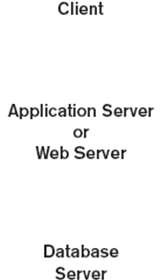 Client
Application Server
or
Web Server
Database
Server